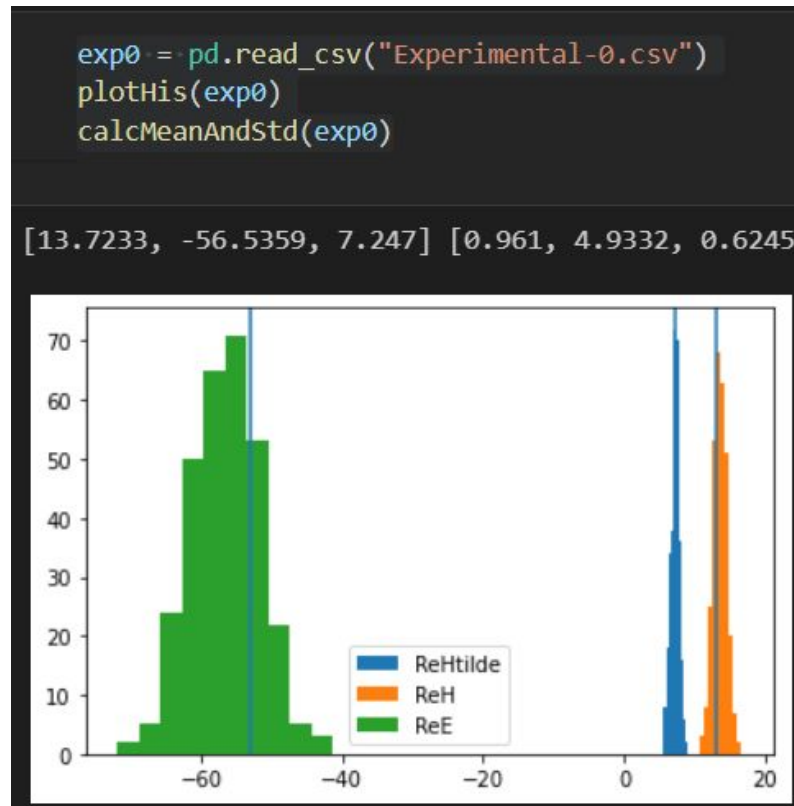 exp0 = pd.read_csv("Experimental-0.csv")
plotHis(exp0)
calcMeanAndStd(exp0)
[13.7233, -56.5359, 7.247] [0.961, 4.9332, 0.6245
70
60
50
40
30
20
10
0
ReHtilde
ReH
ReE
−60 −40 −20 0 20